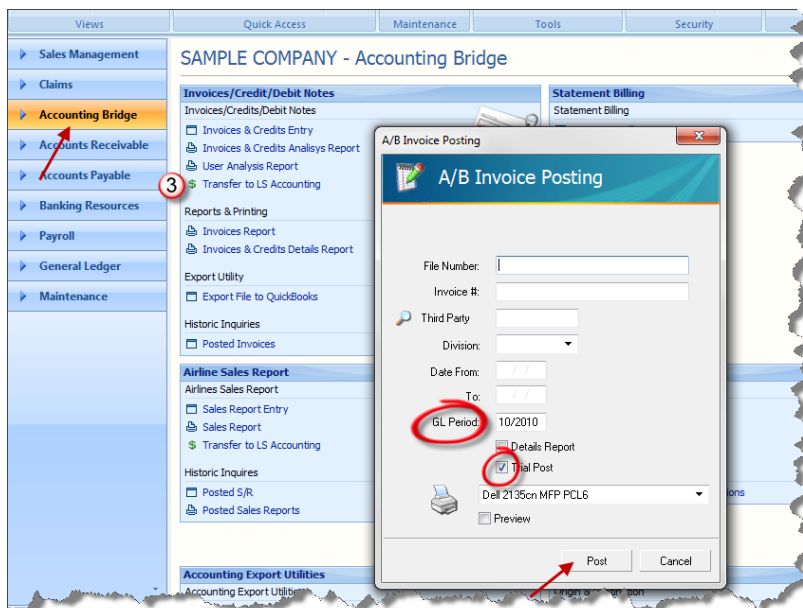 Views
Quick Access
Maintenance
Tools
Security
Sales Management
Claims
Accounting Bridge
Accounts Receivable
Accounts Payable
Banking Resources
Payroll
General Ledger
Maintenance
SAMPLE COMPANY - Accounting Bridge
Invoices/Credit/Debit Notes
Invoices/Credits/Debit Notes
Invoices & Credits Entry
Invoices & Credits Analisys Report
User Analysis Report
3
$ Transfer to LS Accounting
Reports & Printing
Invoices Report
Invoices & Credits Details Report
Export Utility
Export File to QuickBooks
Historic Inquiries
Posted Invoices
Airline Sales Report
Airlines Sales Report
Sales Report Entry
Sales Report
$ Transfer to LS Accounting
Historic Inquires
Posted S/R
Posted Sales Reports
Accounting Export Utilities
Accounting Export
Statement Billing
Statement Billing
A/B Invoice Posting
A/B Invoice Posting
File Number:
Invoice #:
Third Party
Division:
Date From: / /
To: / /
GL Period: 10/2010
Details Report
Trial Post
Dell 2135cn MFP PCL6
Preview
Post
Cancel
ions